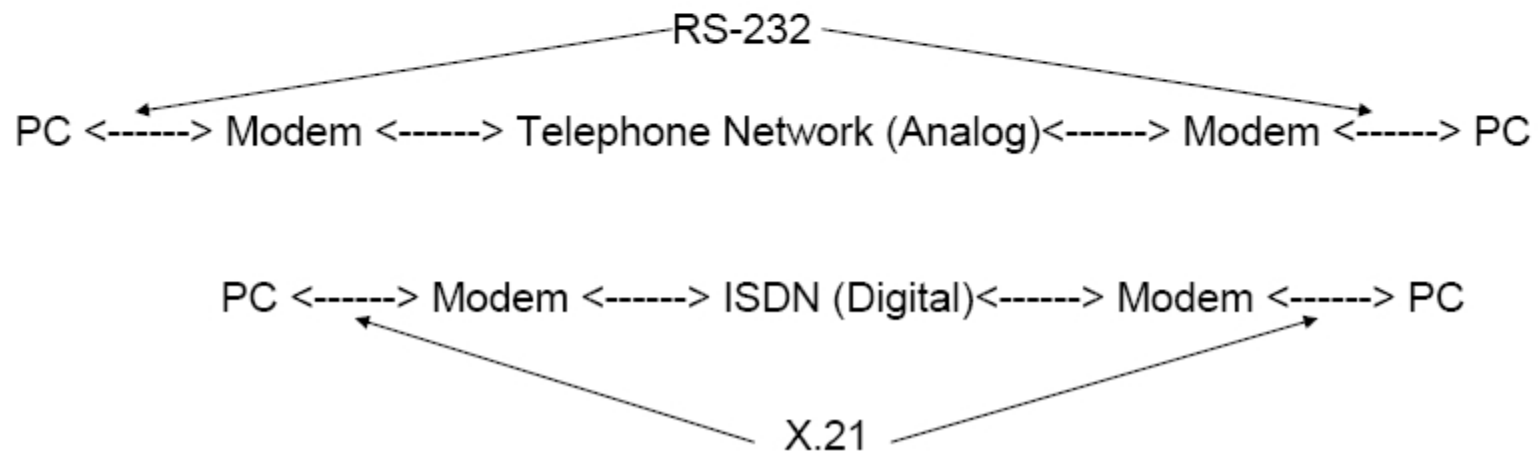 RS-232
PC <------> Modem <------> Telephone Network (Analog)<------> Modem <------> PC
PC <------> Modem <------> ISDN (Digital)<------> Modem <------> PC
X.21